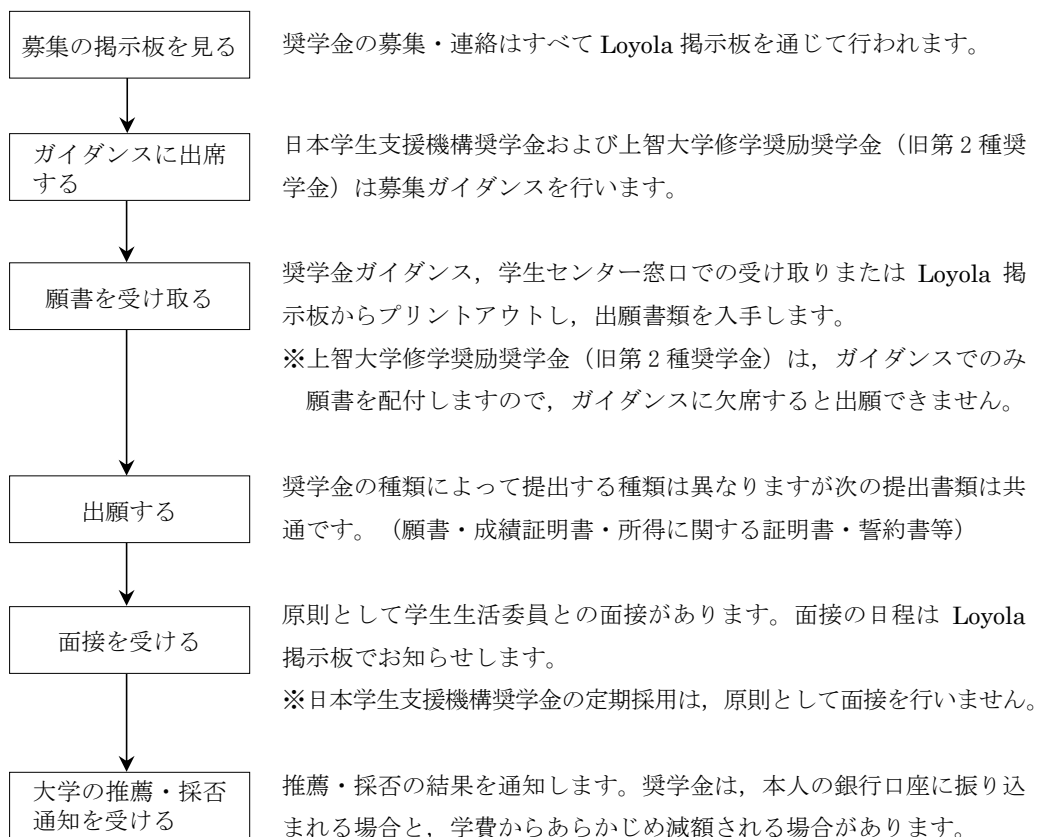 募集の掲示板を見る
奨学金の募集・連絡はすべて Loyola 掲示板を通じて行われます。
ガイダンスに出席
する
日本学生支援機構奨学金および上智大学修学奨励奨学金（旧第２種奨
学金）は募集ガイダンスを行います。
願書を受け取る
奨学金ガイダンス，学生センター窓口での受け取りまたは Loyola 掲
示板からプリントアウトし，出願書類を入手します。
※上智大学修学奨励奨学金（旧第２種奨学金）は，ガイダンスでのみ
願書を配付しますので，ガイダンスに欠席すると出願できません。
出願する
奨学金の種類によって提出する種類は異なりますが次の提出書類は共
通です。（願書・成績証明書・所得に関する証明書・誓約書等）
面接を受ける
原則として学生生活委員との面接があります。面接の日程は Loyola
掲示板でお知らせします。
※日本学生支援機構奨学金の定期採用は，原則として面接を行いません。
大学の推薦・採否
通知を受ける
推薦・採否の結果を通知します。奨学金は，本人の銀行口座に振り込
まれる場合と，学費からあらかじめ減額される場合があります。